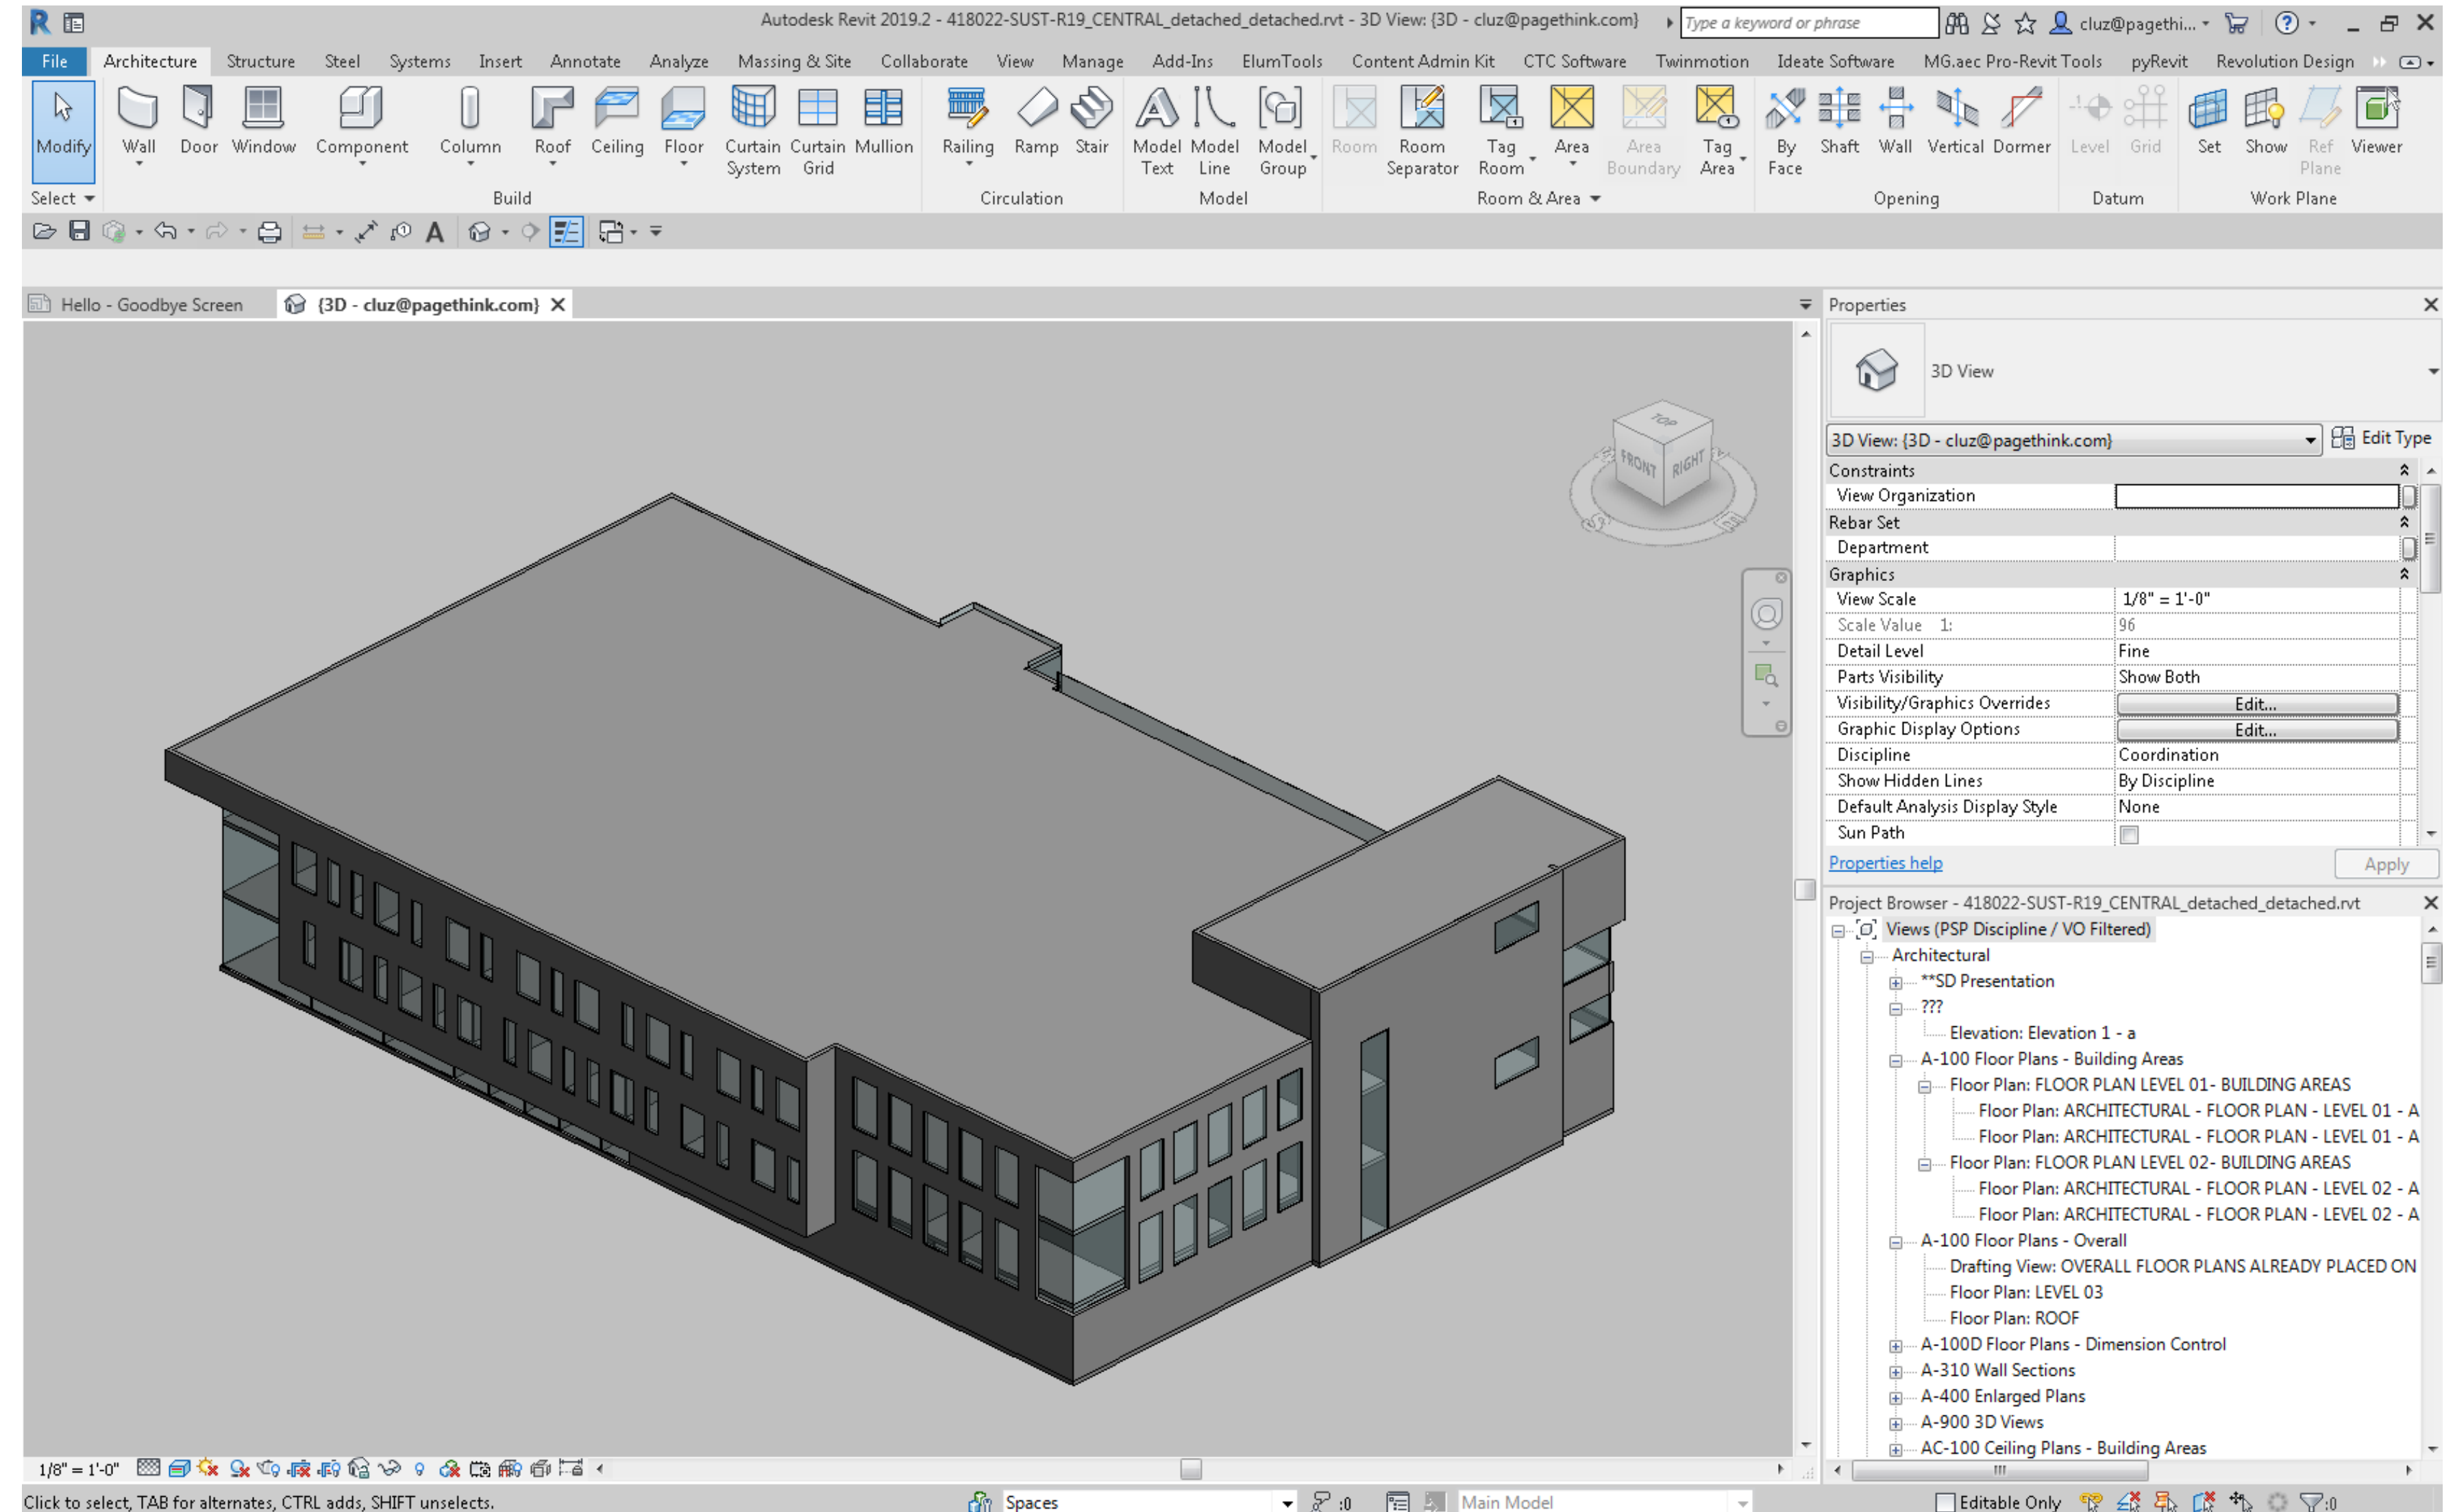 Autodesk Revit 2019.2 - 418022-SUST-R19_CENTRAL_detached_detached.rvt - 3D View: {3D - cluz@pagethink.com} Type a keyword or phrase cluz@pagethi...
File Architecture Structure Steel Systems Insert Annotate Analyze Massing & Site Collaborate View Manage Add-Ins ElumTools Content Admin Kit CTC Software Twinmotion Ideate Software MG.aec Pro-Revit Tools pyRevit Revolution Design
Modify Wall Door Window Component Column Roof Ceiling Floor Curtain System Curtain Grid Mullion Railing Ramp Stair Model Text Model Line Model Group Room Room Separator Tag Room Area Area Boundary Tag Area By Face Shaft Wall Vertical Dormer Level Grid Set Show Ref Plane Viewer
Select Build Circulation Model Room & Area Opening Datum Work Plane
Hello - Goodbye Screen {3D - cluz@pagethink.com}
TOP
FRONT RIGHT
S E
Properties
3D View
3D View: {3D - cluz@pagethink.com} Edit Type
Constraints
View Organization
Rebar Set
Department
Graphics
View Scale 1/8" = 1'-0"
Scale Value 1: 96
Detail Level Fine
Parts Visibility Show Both
Visibility/Graphics Overrides Edit...
Graphic Display Options Edit...
Discipline Coordination
Show Hidden Lines By Discipline
Default Analysis Display Style None
Sun Path
Properties help Apply
Project Browser - 418022-SUST-R19_CENTRAL_detached_detached.rvt
Views (PSP Discipline / VO Filtered)
Architectural
**SD Presentation
???
Elevation: Elevation 1 - a
A-100 Floor Plans - Building Areas
Floor Plan: FLOOR PLAN LEVEL 01- BUILDING AREAS
Floor Plan: ARCHITECTURAL - FLOOR PLAN - LEVEL 01 - A
Floor Plan: ARCHITECTURAL - FLOOR PLAN - LEVEL 01 - A
Floor Plan: FLOOR PLAN LEVEL 02- BUILDING AREAS
Floor Plan: ARCHITECTURAL - FLOOR PLAN - LEVEL 02 - A
Floor Plan: ARCHITECTURAL - FLOOR PLAN - LEVEL 02 - A
A-100 Floor Plans - Overall
Drafting View: OVERALL FLOOR PLANS ALREADY PLACED ON
Floor Plan: LEVEL 03
Floor Plan: ROOF
A-100D Floor Plans - Dimension Control
A-310 Wall Sections
A-400 Enlarged Plans
A-900 3D Views
AC-100 Ceiling Plans - Building Areas
1/8" = 1'-0"
Click to select, TAB for alternates, CTRL adds, SHIFT unselects. Spaces :0 Main Model Editable Only :0